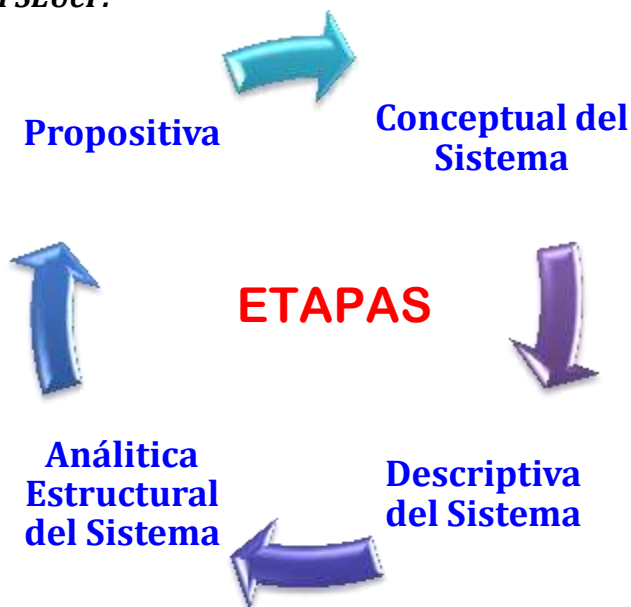 Propositiva
Conceptual del
Sistema
ETAPAS
Análitica
Estructural
del Sistema
Descriptiva
del Sistema